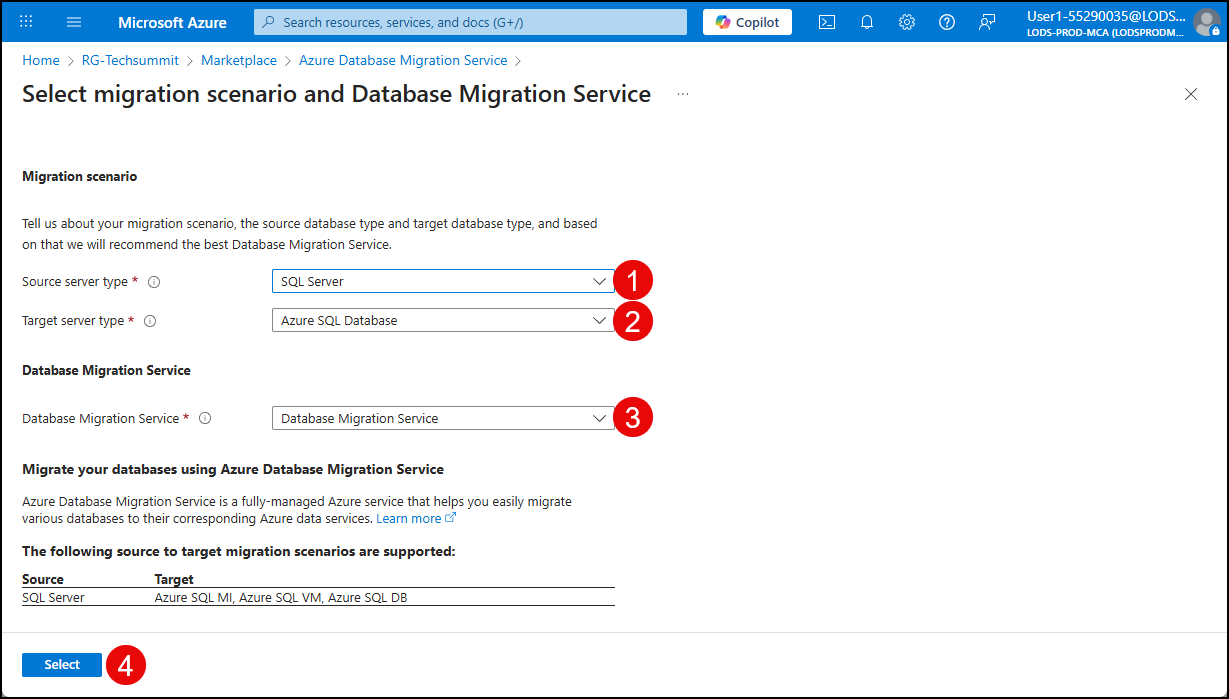 Microsoft Azure
Search resources, services, and docs (G+/)
Copilot
User1-55290035@LODS...
LODS-PROD-MCA (LODSPRODM...
Home > RG-Techsummit > Marketplace > Azure Database Migration Service >
Select migration scenario and Database Migration Service ...
Migration scenario
Tell us about your migration scenario, the source database type and target database type, and based
on that we will recommend the best Database Migration Service.
Source server type * SQL Server 1
Target server type * Azure SQL Database 2
Database Migration Service
Database Migration Service * Database Migration Service 3
Migrate your databases using Azure Database Migration Service
Azure Database Migration Service is a fully-managed Azure service that helps you easily migrate
various databases to their corresponding Azure data services. Learn more
The following source to target migration scenarios are supported:
Source Target
SQL Server Azure SQL MI, Azure SQL VM, Azure SQL DB
Select 4